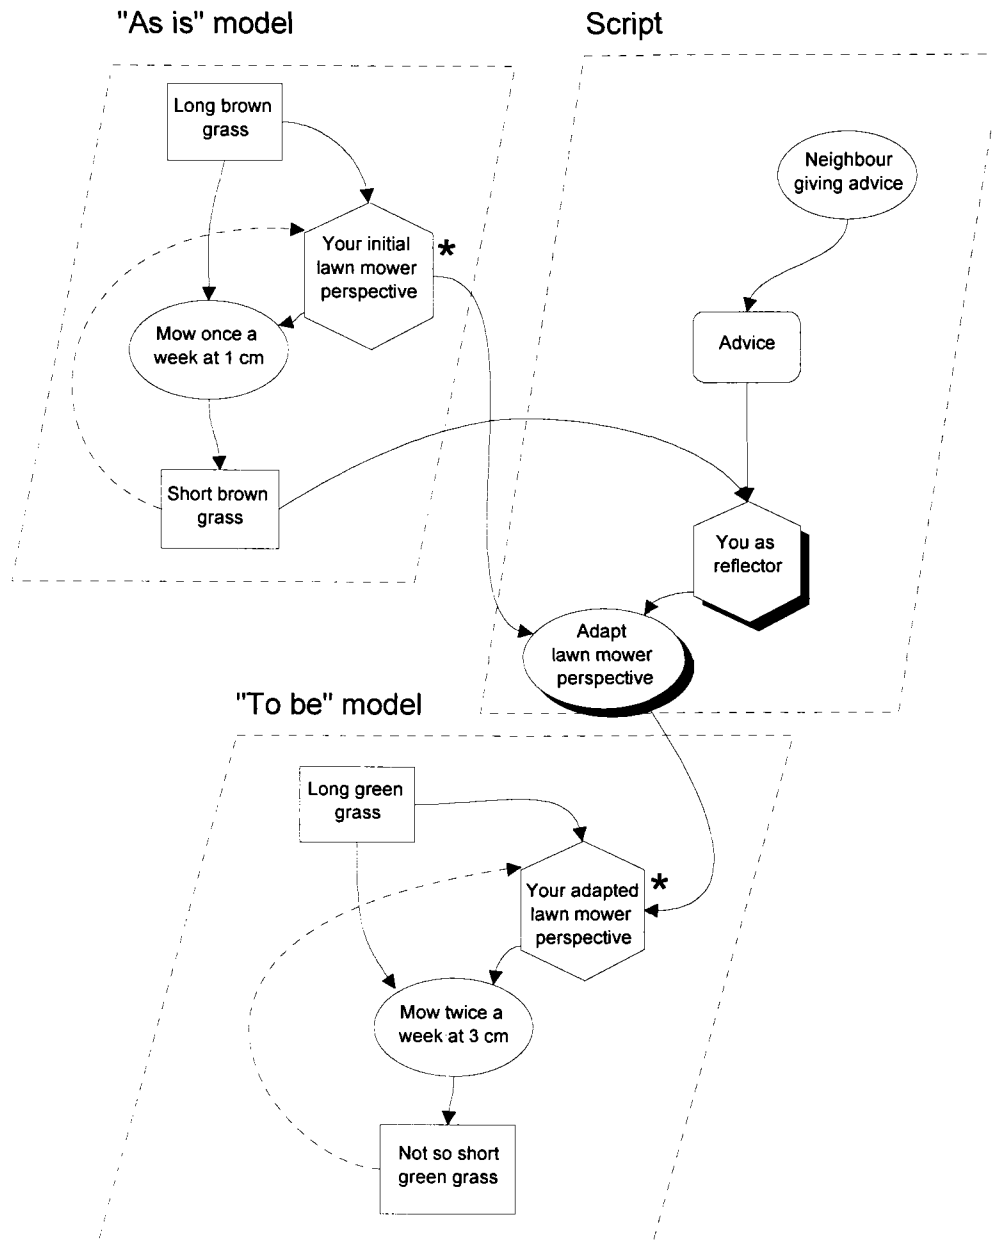 "As is" model
Script
Long brown
grass
Neighbour
giving advice
Your initial
lawn mower
perspective
*
Mow once a
week at 1 cm
Advice
Short brown
grass
You as
reflector
Adapt
lawn mower
perspective
"To be" model
Long green
grass
Your adapted
lawn mower
perspective
*
Mow twice a
week at 3 cm
Not so short
green grass